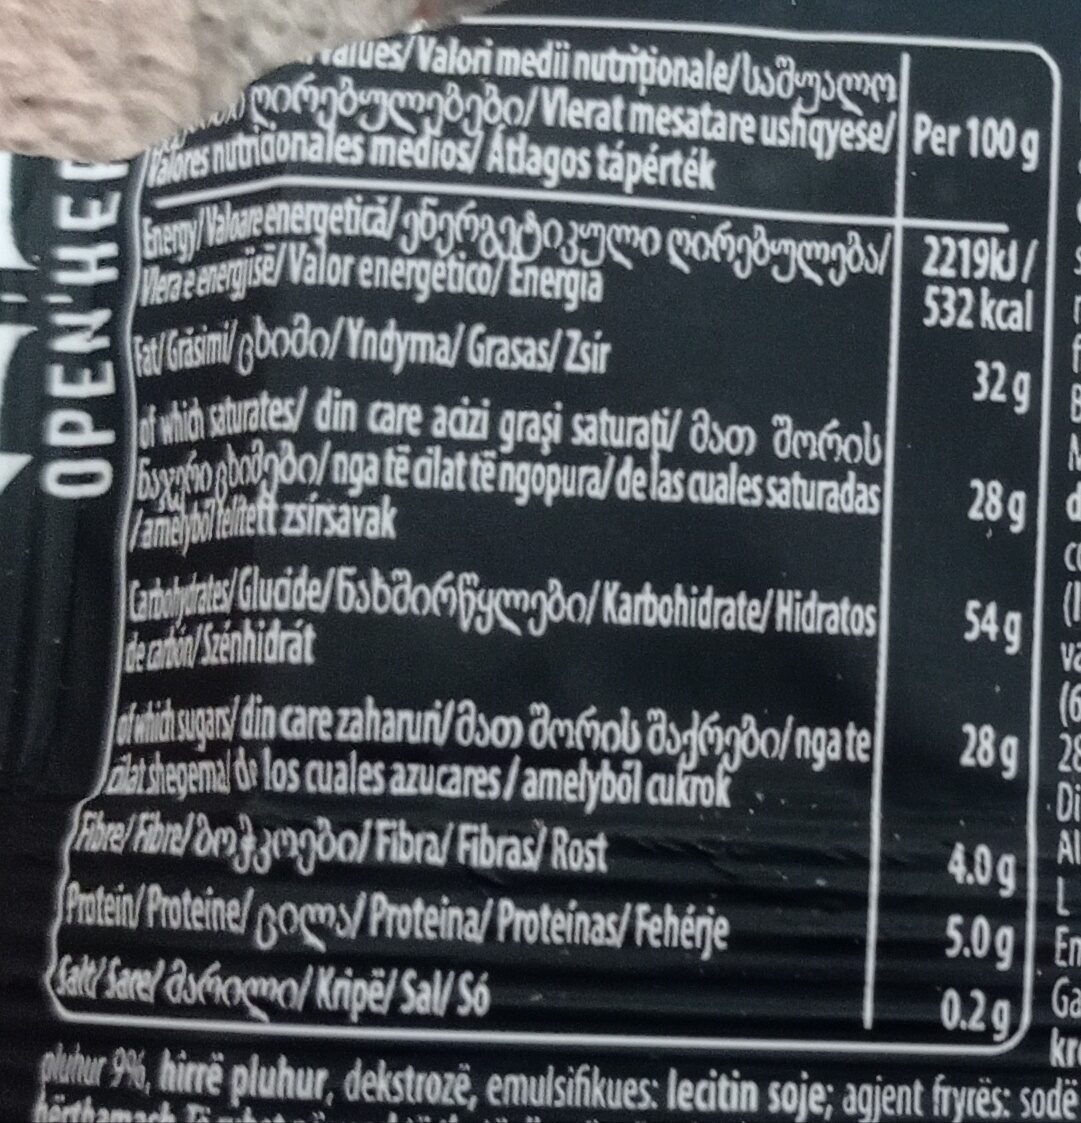 OPEN'HE
Values/Valori medii nutriționale/საშუალო
ღირებულებები/Vlerat mesatare ushqyese/ Per 100 g
Valores nutricionales medios/ Átlagos tápérték
Energy/Valoare energetică/ენერგეტიკული ღირებულება/ 2219kJ/
Vlera e energjisë/Valor energético/Energia 532 kcal
Fat/Grăsimi/ცხიმი/Yndyrna/Grasas/Zsír 32 g
of which saturates/ din care acizi grași saturați/ მათ შორის
ნაჯერი ცხიმები/nga të cilat të ngopura/de las cuales saturadas 28 g
/amelyből telített zsírsavak
Carbohydrates/Glucide/ნახშირწყლები/Karbohidrate/Hidratos 54 g
de carbón/Szénhidrát
of which sugars/ din care zaharuri/მათ შორის შაქრები/nga te 28 g
cilat shegerna/ de los cuales azucares/amelyből cukrok
Fibre/ Fibre/ბოჭკოები/ Fibra/ Fibras/ Rost 4.0 g
Protein/Proteine/ ცილა/ Proteina/ Proteínas/ Fehérje 5.0 g
Salt/ Sare/ მარილი/ Kripë/ Sal/ Só 0.2 g
pluhur 9%, hirrë pluhur, dekstrozë, emulsifikues: lecitin soje; agjent fryrës: sodë